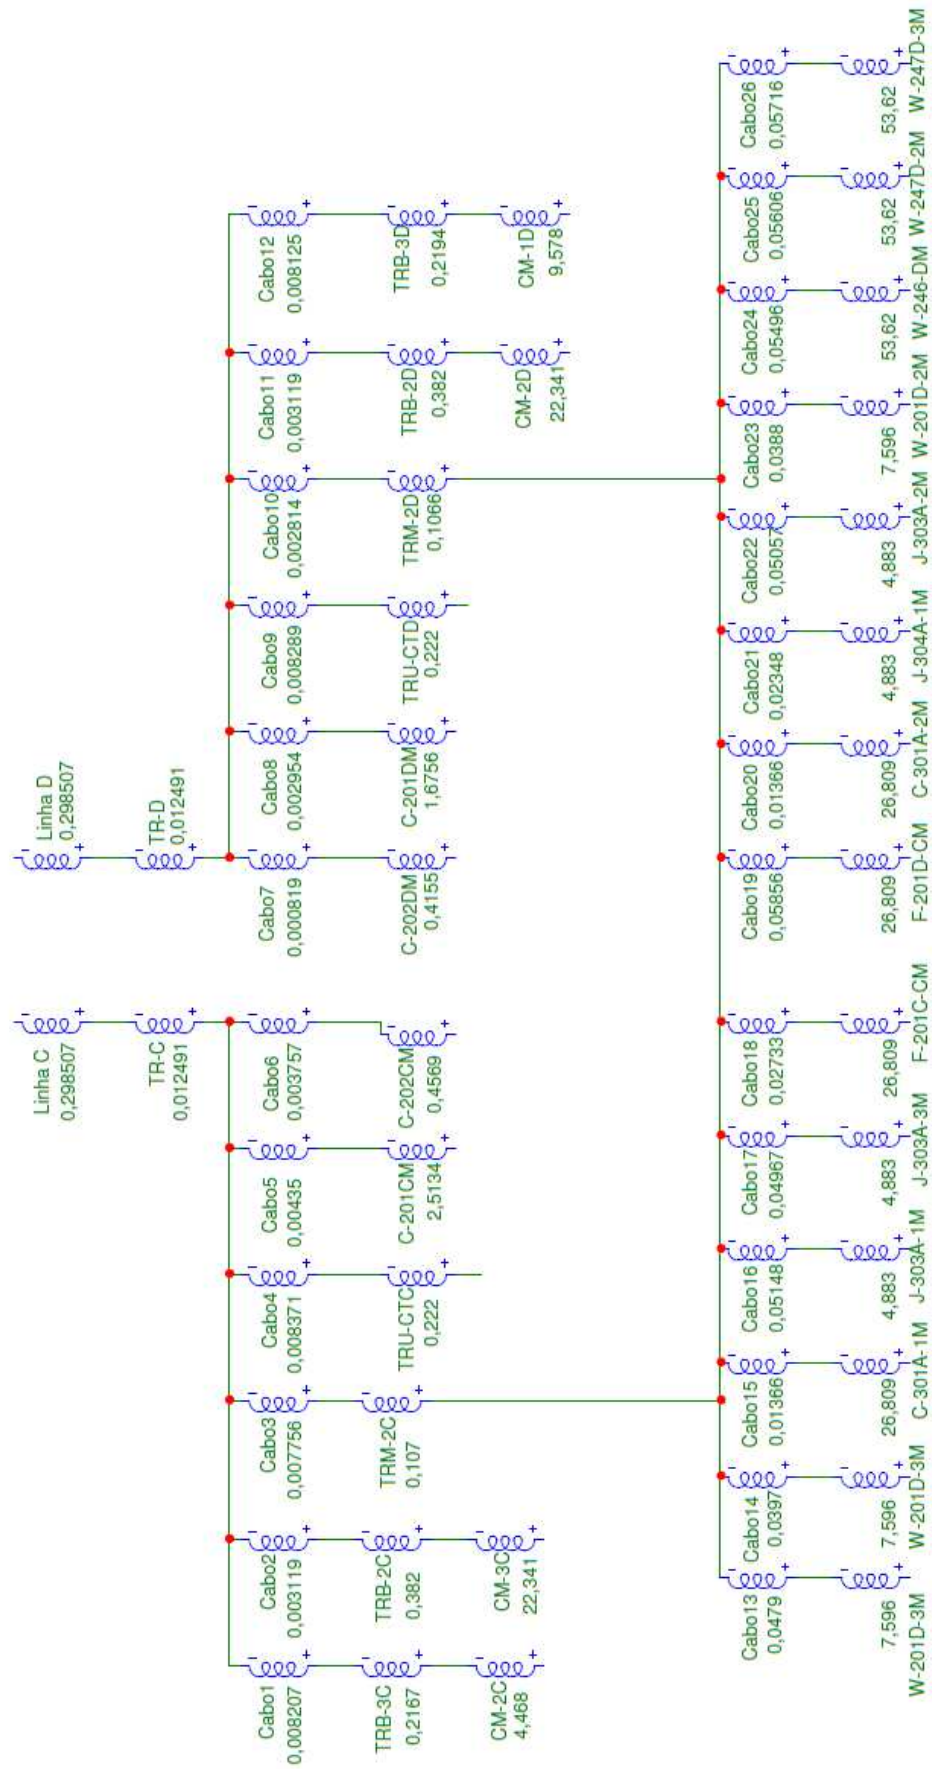 Linha C
0,298507
TR-C
0,012491
Linha D
0,298507
TR-D
0,012491
Cabo1
0,008207
TRB-3C
0,2167
CM-2C
4,468
Cabo2
0,003119
TRB-2C
0,382
CM-3C
22,341
Cabo3
0,007756
TRM-2C
0,107
Cabo4
0,008371
TRU-CTC
0,222
Cabo5
0,00435
C-201CM
2,5134
Cabo6
0,003757
C-202CM
0,4569
Cabo7
0,000819
C-202DM
0,4155
Cabo8
0,002954
C-201DM
1,6756
Cabo9
0,008289
TRU-CTD
0,222
Cabo10
0,002814
TRM-2D
0,1066
Cabo11
0,003119
TRB-2D
0,382
CM-2D
22,341
Cabo12
0,008125
TRB-3D
0,2194
CM-1D
9,578
Cabo13
0,0479
7,596
W-201D-3M
Cabo14
0,0397
7,596
W-201D-3M
Cabo15
0,01366
26,809
C-301A-1M
Cabo16
0,05148
4,883
J-303A-1M
Cabo17
0,04967
4,883
J-303A-3M
Cabo18
0,02733
26,809
F-201C-CM
Cabo19
0,05856
26,809
F-201D-CM
Cabo20
0,01366
26,809
C-301A-2M
Cabo21
0,02348
4,883
J-304A-1M
Cabo22
0,05057
4,883
J-303A-2M
Cabo23
0,0388
7,596
W-201D-2M
Cabo24
0,05496
53,62
W-246-DM
Cabo25
0,05606
53,62
W-247D-2M
Cabo26
0,05716
53,62
W-247D-3M